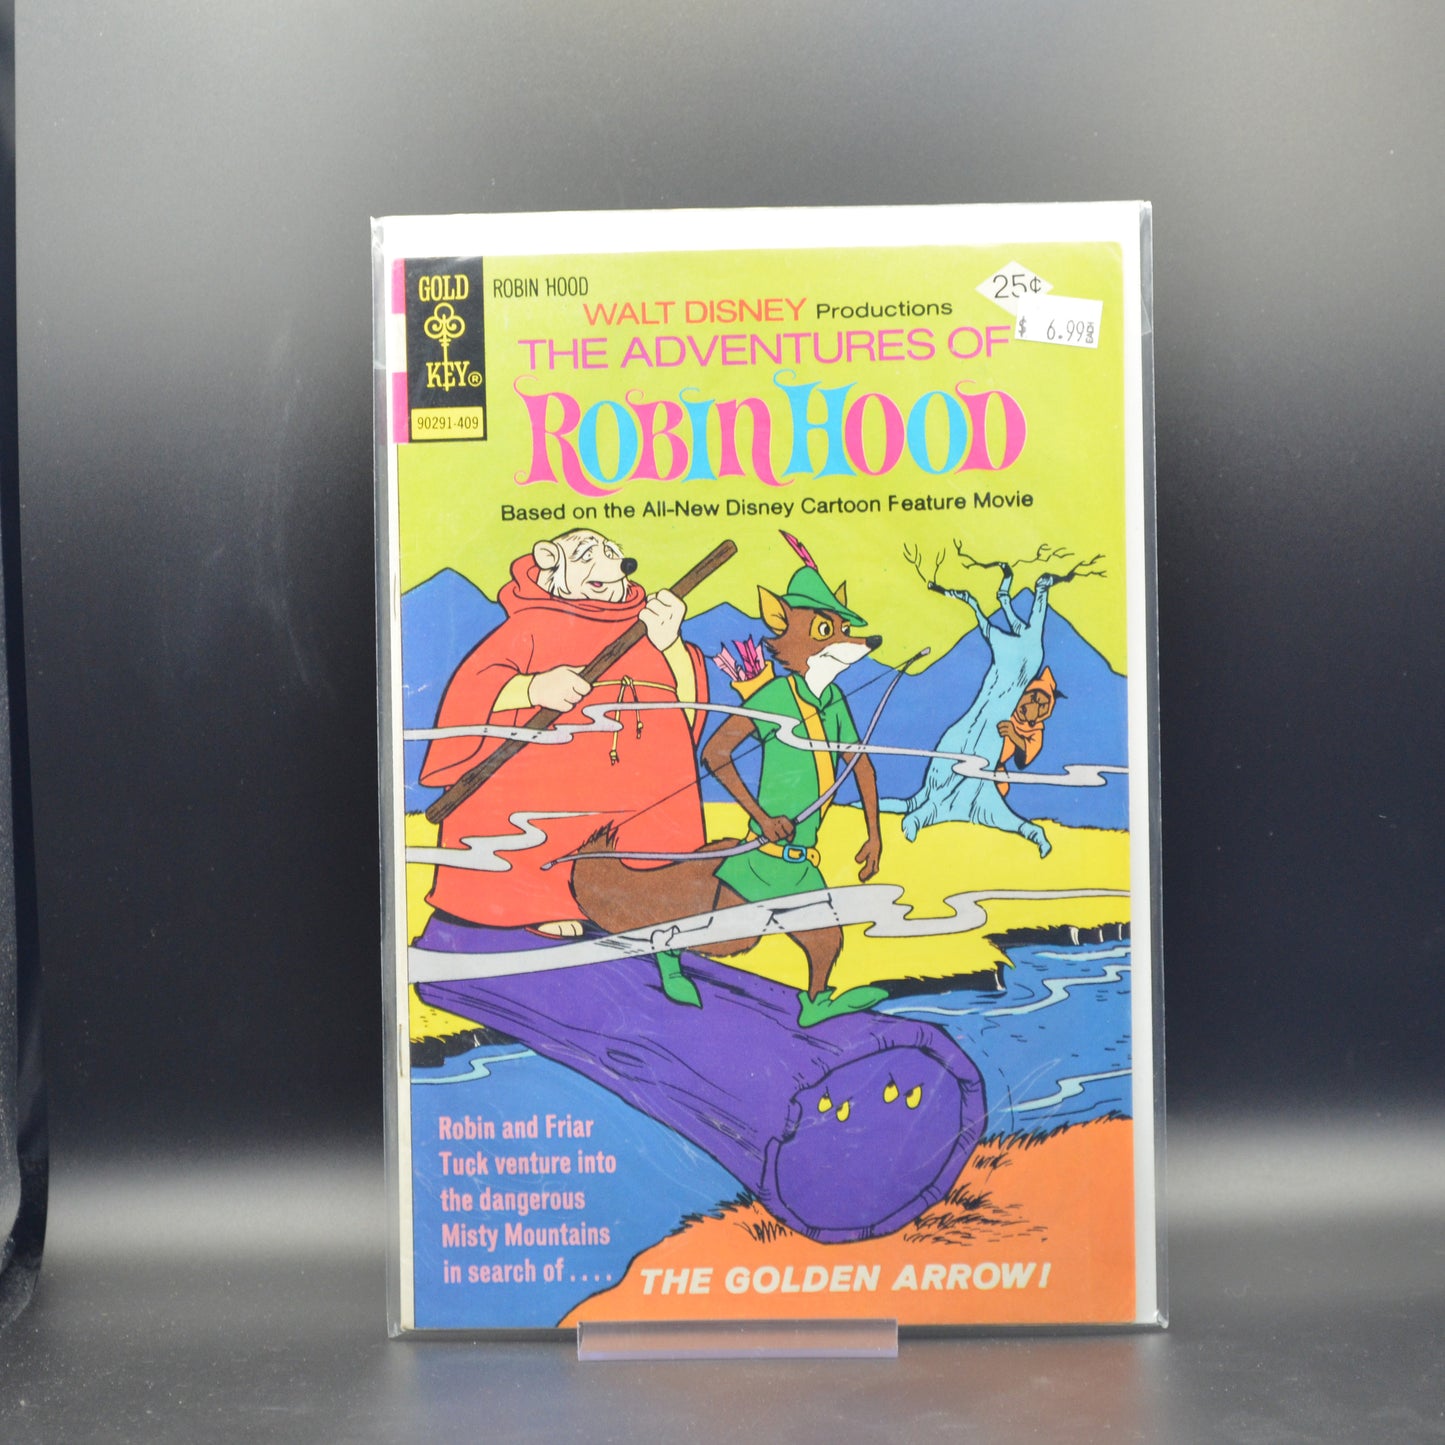 GOLD
KEY®
90291-409
ROBIN HOOD
25¢
$ 6.99
WALT DISNEY Productions
THE ADVENTURES OF
ROBIN HOOD
Based on the All-New Disney Cartoon Feature Movie
Robin and Friar
Tuck venture into
the dangerous
Misty Mountains
in search of ....
THE GOLDEN ARROW!